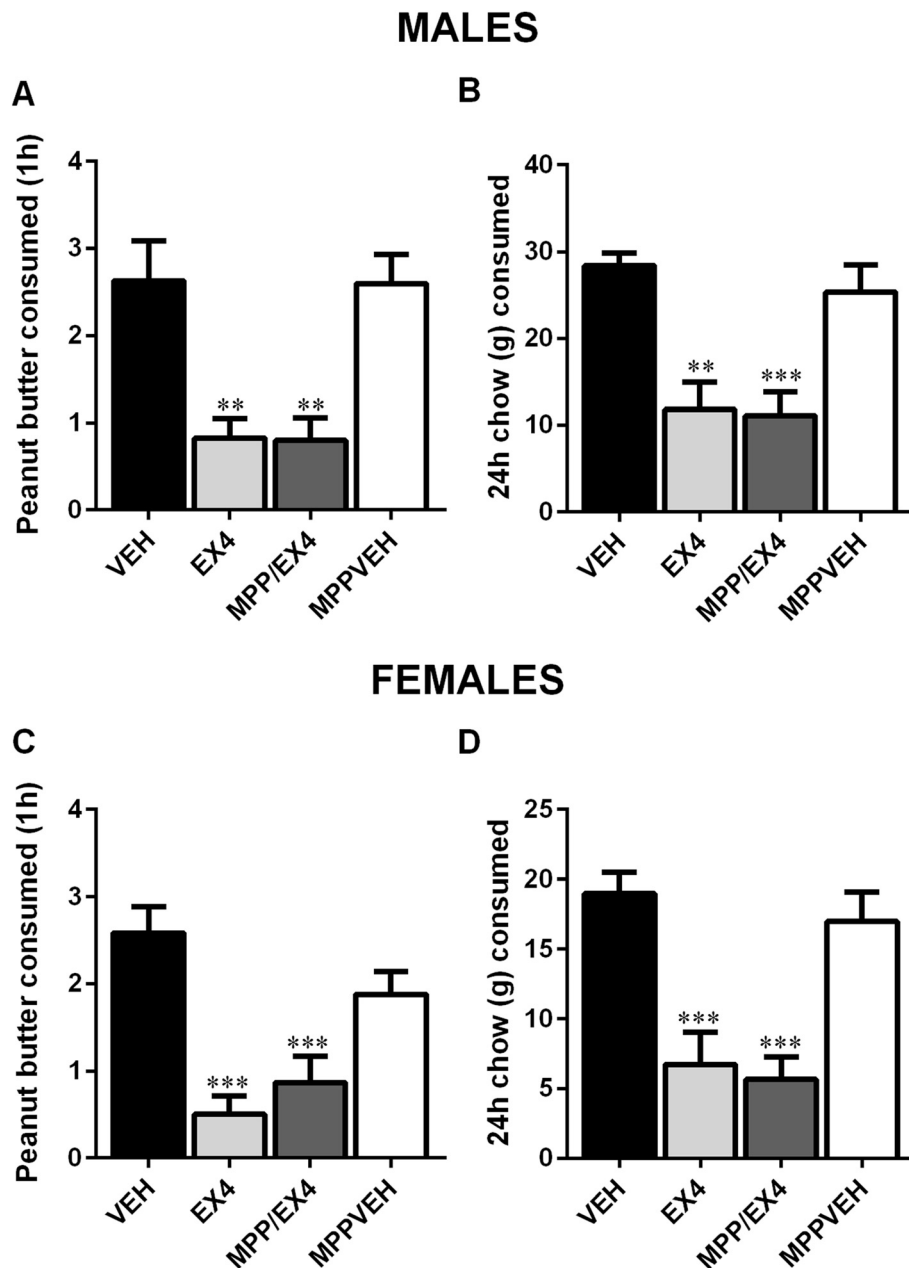 MALES
A
Peanut butter consumed (1h)
4
3
2
1
0
**
**
VEH
EX4
MPP/EX4
MPPVEH
B
24h chow (g) consumed
40
30
20
10
0
**
***
VEH
EX4
MPP/EX4
MPPVEH
FEMALES
C
Peanut butter consumed (1h)
4
3
2
1
0
***
***
VEH
EX4
MPP/EX4
MPPVEH
D
24h chow (g) consumed
25
20
15
10
5
0
***
***
VEH
EX4
MPP/EX4
MPPVEH